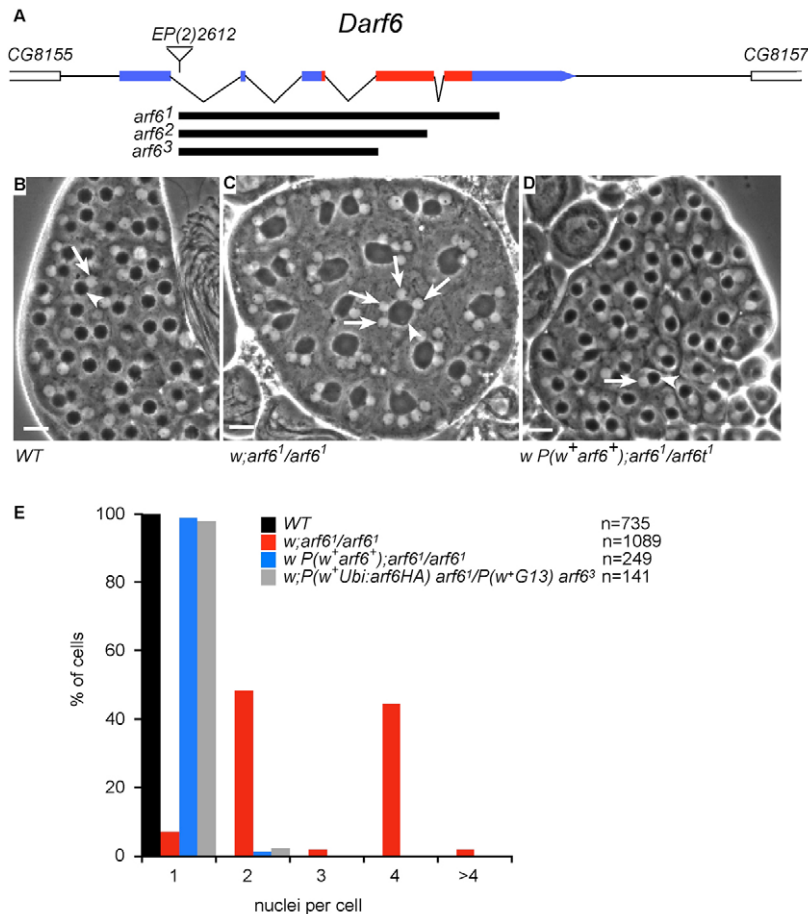 A
EP(2)2612
Darf6
CG8155
CG8157
arf6¹
arf6²
arf6³
B
C
D
WT
w;arf6¹/arf6¹
w P(w⁺arf6⁺);arf6¹/arf6t¹
E
WT n=735
w;arf6¹/arf6¹ n=1089
w P(w⁺arf6⁺);arf6¹/arf6¹ n=249
w;P(w⁺Ubi:arf6HA) arf6¹/P(w⁺G13) arf6³ n=141
% of cells
100
80
60
40
20
0
1 2 3 4 >4
nuclei per cell